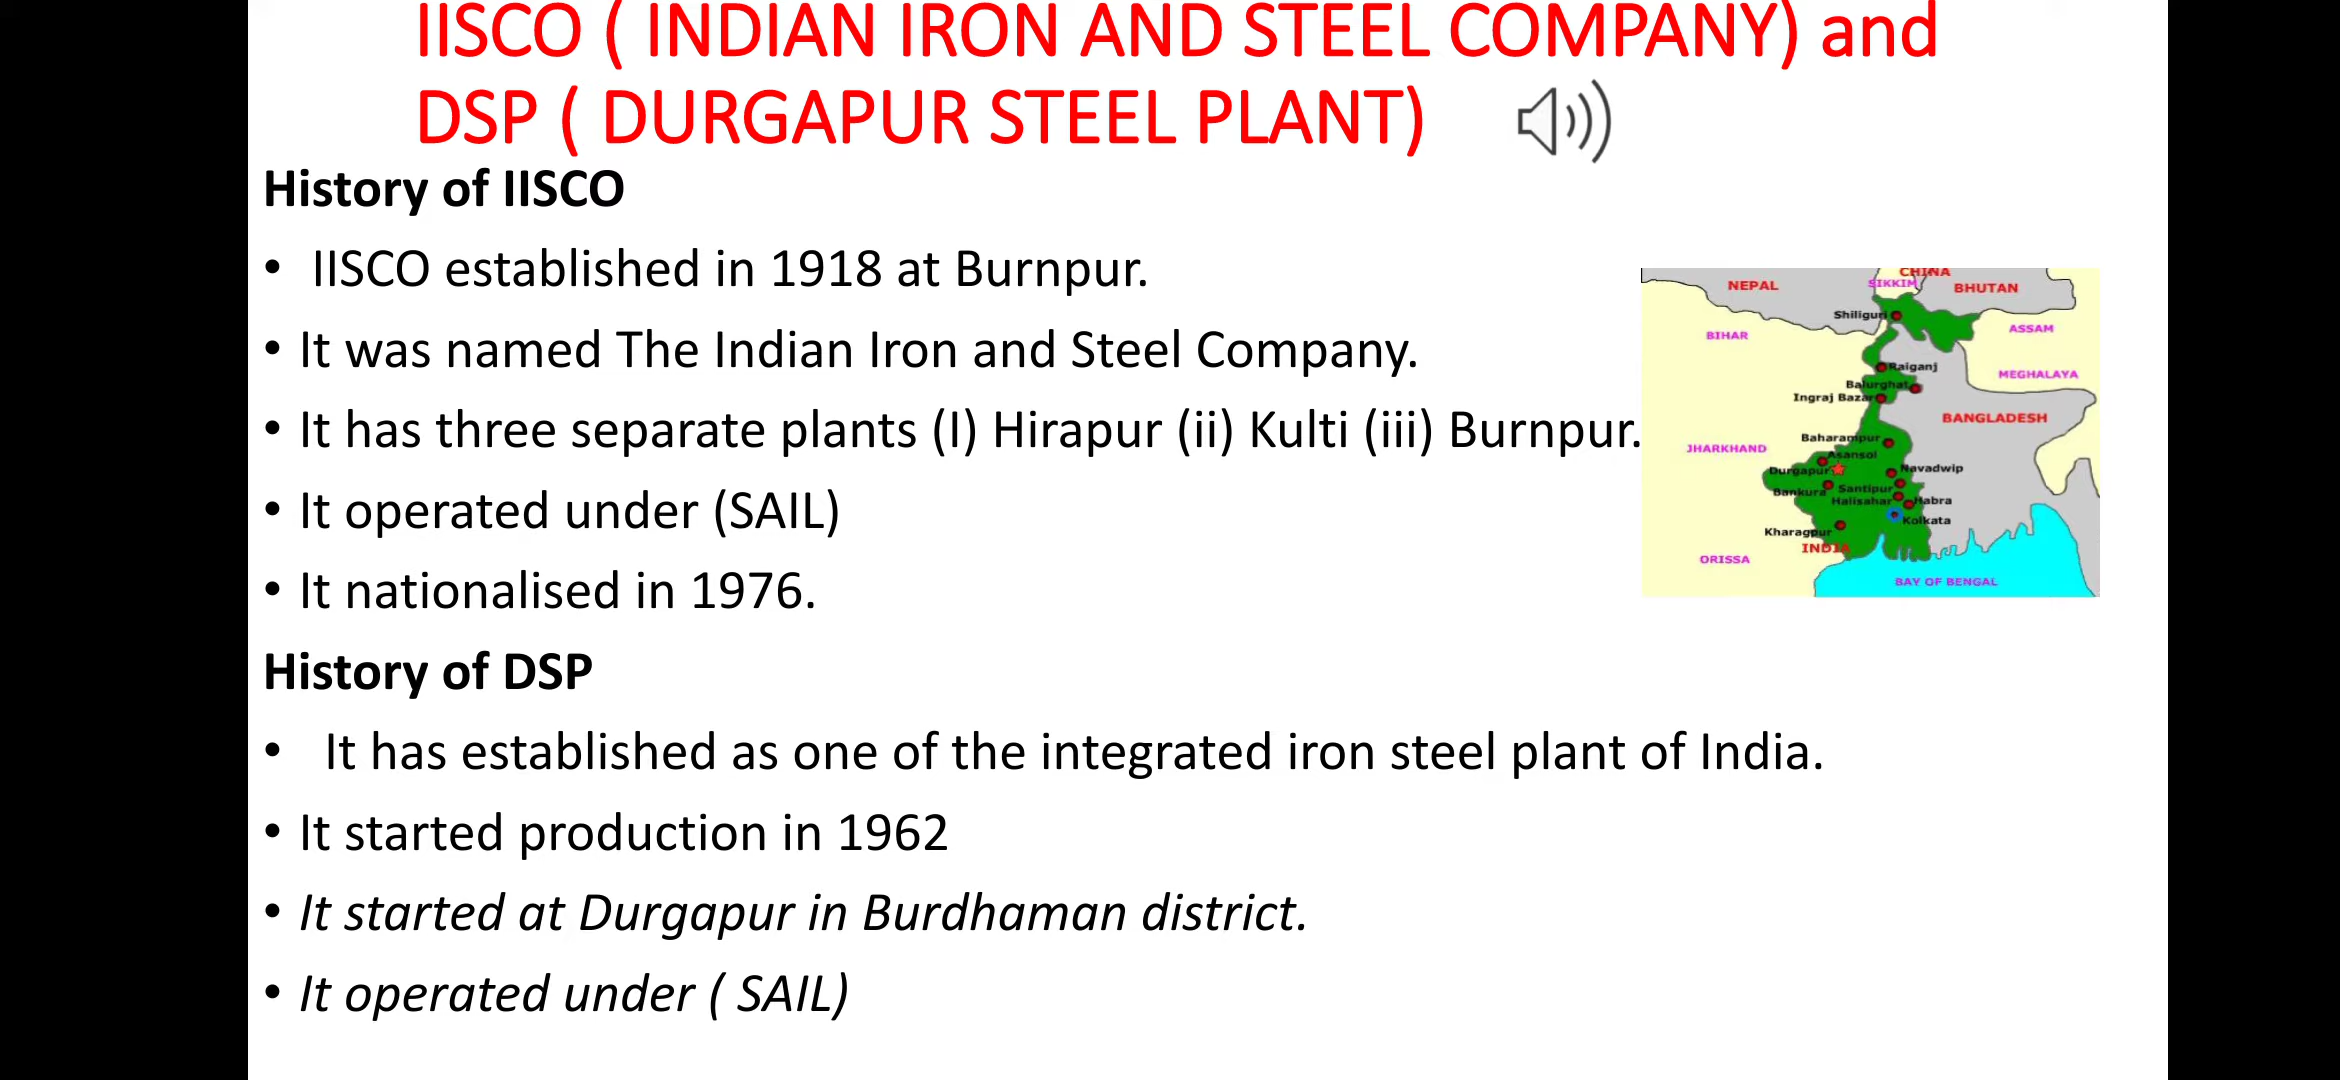 IISCO ( INDIAN IRON AND STEEL COMPANY) and
DSP ( DURGAPUR STEEL PLANT)
History of IISCO
• IISCO established in 1918 at Burnpur.
• It was named The Indian Iron and Steel Company.
• It has three separate plants (I) Hirapur (ii) Kulti (iii) Burnpur.
• It operated under (SAIL)
• It nationalised in 1976.
History of DSP
• It has established as one of the integrated iron steel plant of India.
• It started production in 1962
• It started at Durgapur in Burdhaman district.
• It operated under ( SAIL)
CHINA
NEPAL
SIKKIM
BHUTAN
Shiliguri
BIHAR
ASSAM
Raiganj
MEGHALAYA
Balurghat
Ingraj Bazar
BANGLADESH
Baharampur
JHARKHAND
Asansol
Durgapur
Navadwip
Bankura
Santipur
Halisahar
Habra
Kolkata
Kharagpur
INDIA
ORISSA
BAY OF BENGAL